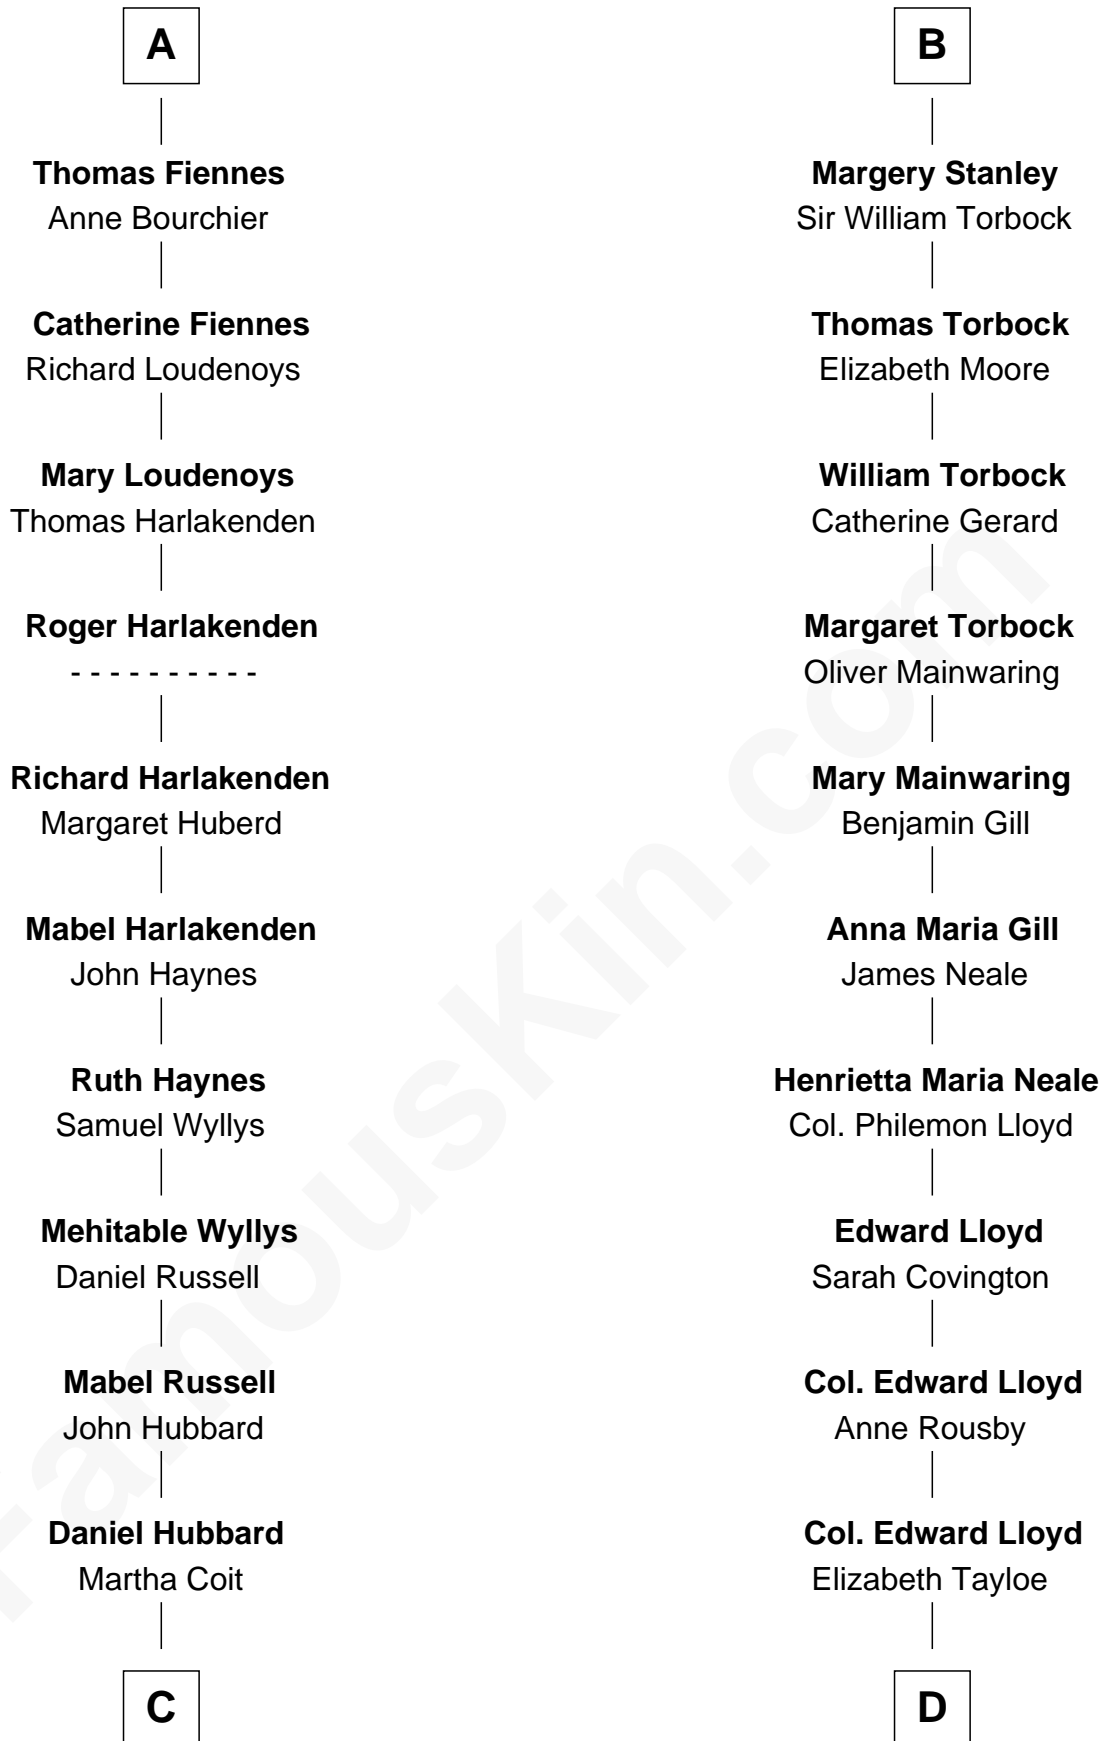 A
Thomas Fiennes
Anne Bourchier
Catherine Fiennes
Richard Loudenoys
Mary Loudenoys
Thomas Harlakenden
Roger Harlakenden
- - - - - - - - - -
Richard Harlakenden
Margaret Huberd
Mabel Harlakenden
John Haynes
Ruth Haynes
Samuel Wyllys
Mehitable Wyllys
Daniel Russell
Mabel Russell
John Hubbard
Daniel Hubbard
Martha Coit
C
B
Margery Stanley
Sir William Torbock
Thomas Torbock
Elizabeth Moore
William Torbock
Catherine Gerard
Margaret Torbock
Oliver Mainwaring
Mary Mainwaring
Benjamin Gill
Anna Maria Gill
James Neale
Henrietta Maria Neale
Col. Philemon Lloyd
Edward Lloyd
Sarah Covington
Col. Edward Lloyd
Anne Rousby
Col. Edward Lloyd
Elizabeth Tayloe
D
FamousKin.com